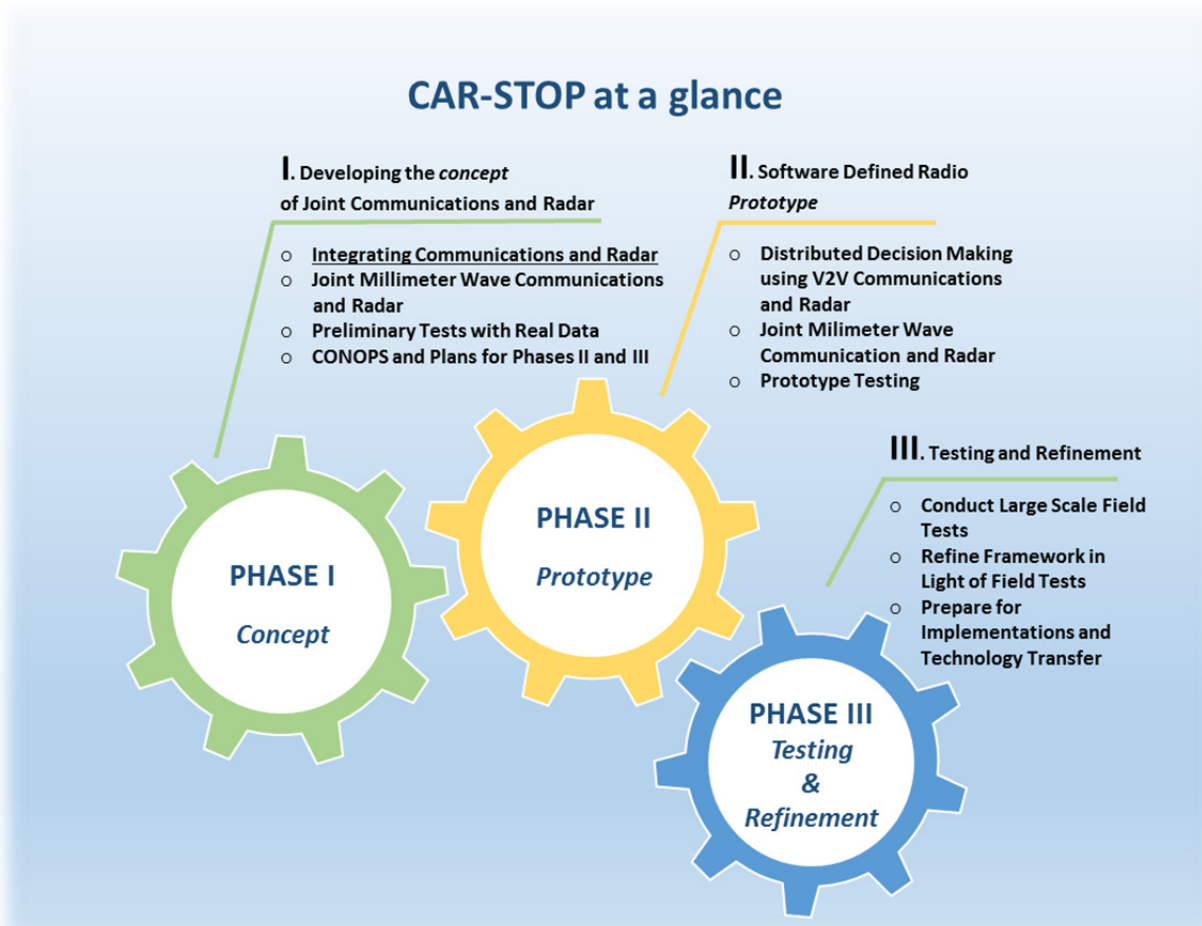 CAR-STOP at a glance
I. Developing the concept
of Joint Communications and Radar
o Integrating Communications and Radar
o Joint Millimeter Wave Communications
and Radar
o Preliminary Tests with Real Data
o CONOPS and Plans for Phases II and III
II. Software Defined Radio
Prototype
o Distributed Decision Making
using V2V Communications
and Radar
o Joint Milimeter Wave
Communication and Radar
o Prototype Testing
III. Testing and Refinement
o Conduct Large Scale Field
Tests
o Refine Framework in
Light of Field Tests
o Prepare for
Implementations and
Technology Transfer
PHASE I
Concept
PHASE II
Prototype
PHASE III
Testing
&
Refinement